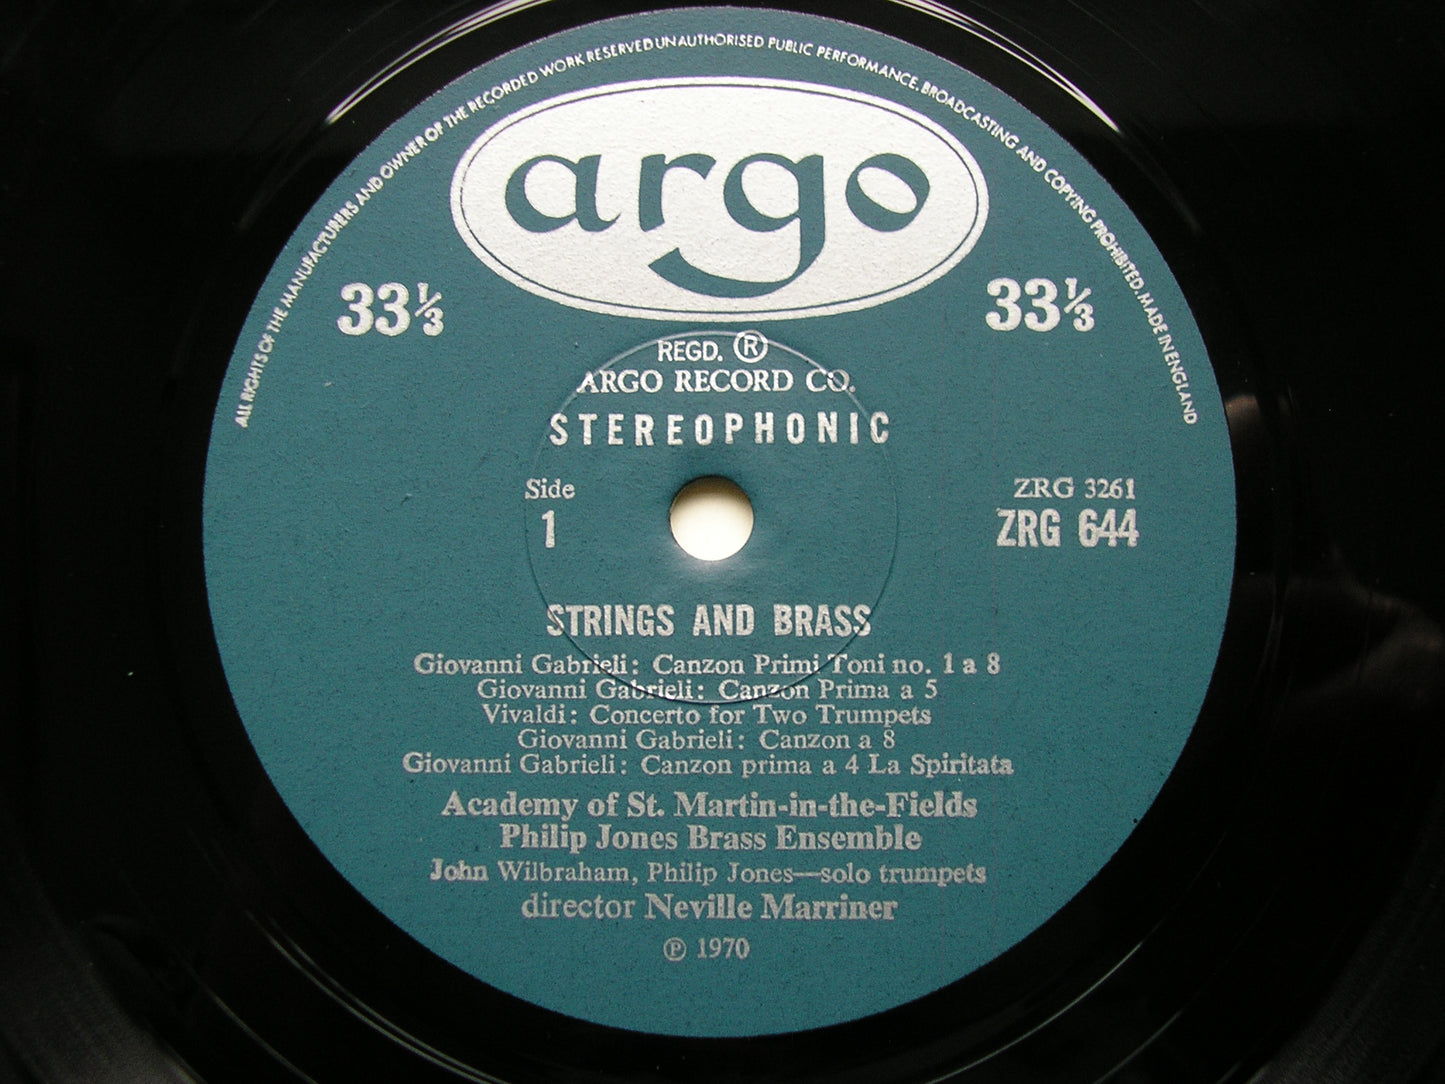 ALL RIGHTS OF THE MANUFACTURERS AND OWNER OF THE RECORDED WORK RESERVED UNAUTHORISED PUBLIC PERFORMANCE, BROADCASTING AND COPYING PROHIBITED. MADE IN ENGLAND
argo
33⅓ 33⅓
REGD. ®
ARGO RECORD CO.
STEREOPHONIC
Side ZRG 3261
1 ZRG 644
STRINGS AND BRASS
Giovanni Gabrieli: Canzon Primi Toni no. 1 a 8
Giovanni Gabrieli: Canzon Prima a 5
Vivaldi: Concerto for Two Trumpets
Giovanni Gabrieli: Canzon a 8
Giovanni Gabrieli: Canzon prima a 4 La Spiritata
Academy of St. Martin-in-the-Fields
Philip Jones Brass Ensemble
John Wilbraham, Philip Jones—solo trumpets
director Neville Marriner
℗ 1970